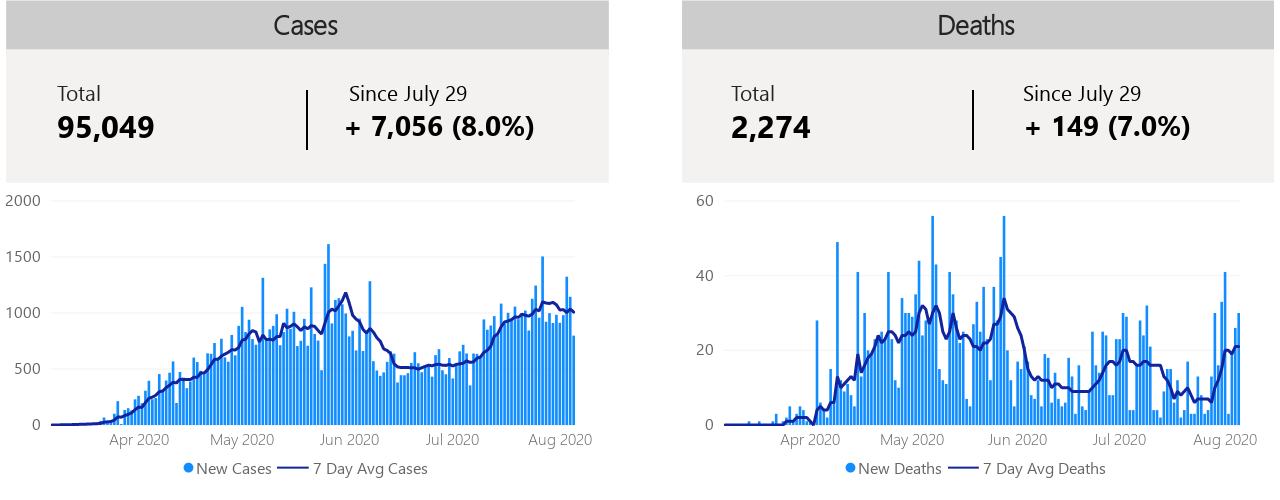 Cases
Total
Since July 29
95,049
+ 7,056 (8.0%)
2000
1500
1000
500
0
Apr 2020 May 2020 Jun 2020 Jul 2020 Aug 2020
New Cases 7 Day Avg Cases
Deaths
Total
Since July 29
2,274
+ 149 (7.0%)
60
40
20
0
Apr 2020 May 2020 Jun 2020 Jul 2020 Aug 2020
New Deaths 7 Day Avg Deaths